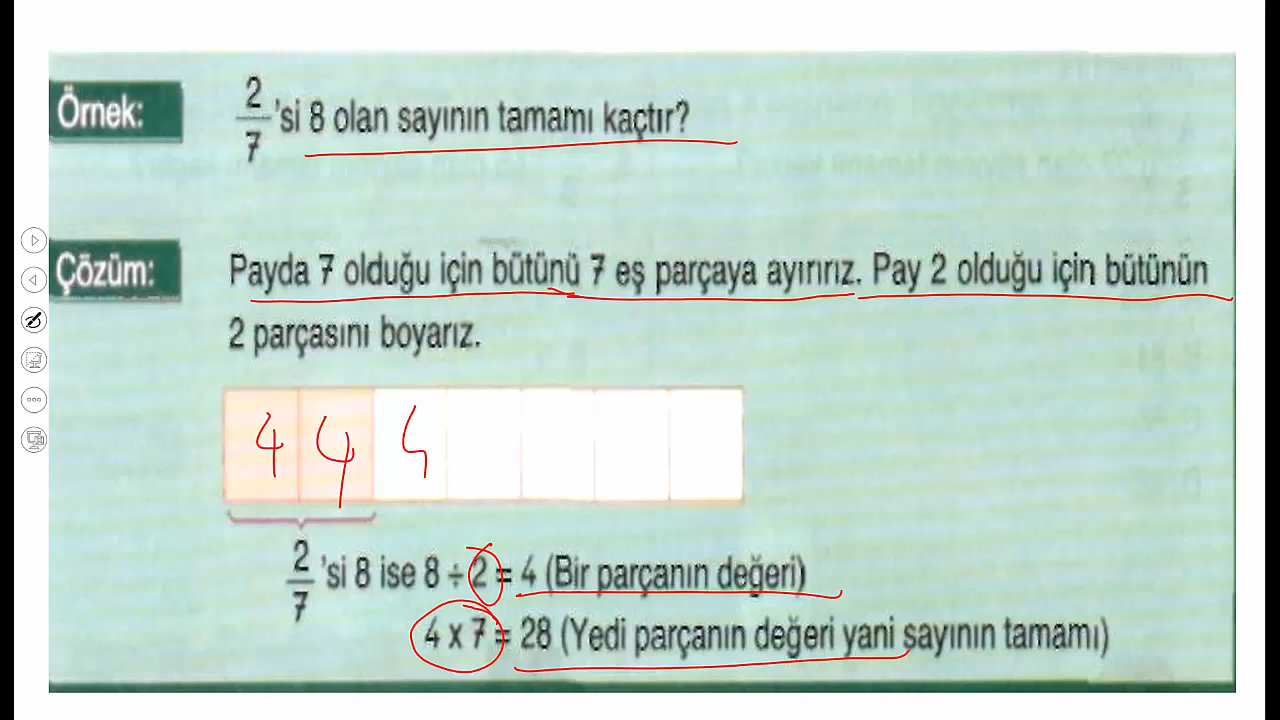 Örnek:
2/7 'si 8 olan sayının tamamı kaçtır?
Çözüm:
Payda 7 olduğu için bütünü 7 eş parçaya ayırırız. Pay 2 olduğu için bütünün
2 parçasını boyarız.
4 4 4
2/7 'si 8 ise 8 ÷ 2 = 4 (Bir parçanın değeri)
4 x 7 = 28 (Yedi parçanın değeri yani sayının tamamı)